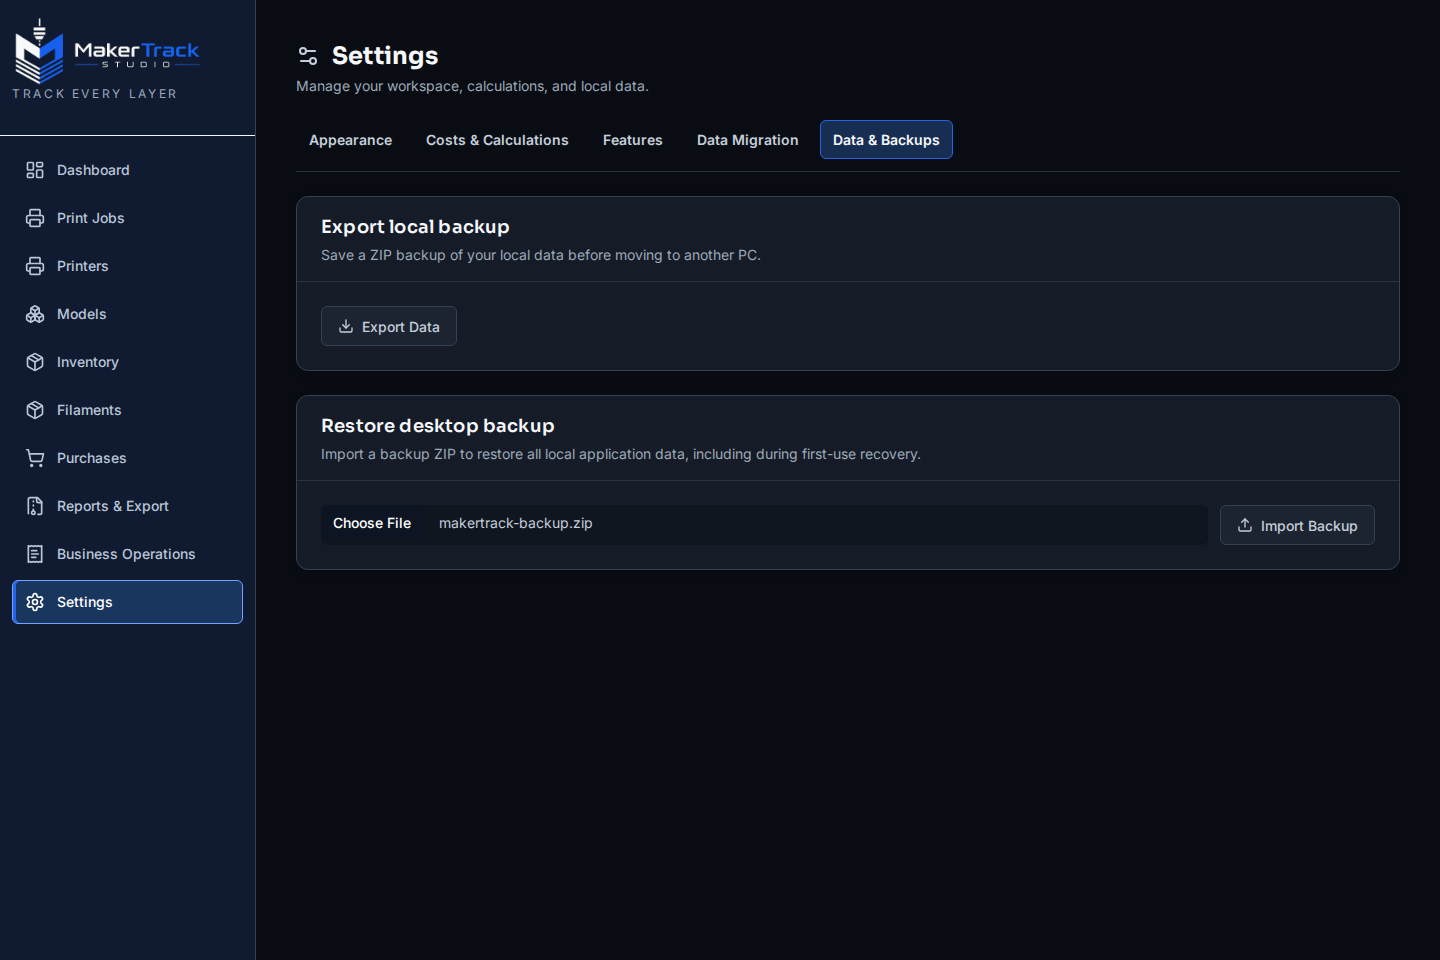 MakerTrack
STUDIO
TRACK EVERY LAYER
Dashboard
Print Jobs
Printers
Models
Inventory
Filaments
Purchases
Reports & Export
Business Operations
Settings
Settings
Manage your workspace, calculations, and local data.
Appearance Costs & Calculations Features Data Migration Data & Backups
Export local backup
Save a ZIP backup of your local data before moving to another PC.
Export Data
Restore desktop backup
Import a backup ZIP to restore all local application data, including during first-use recovery.
Choose File makertrack-backup.zip Import Backup